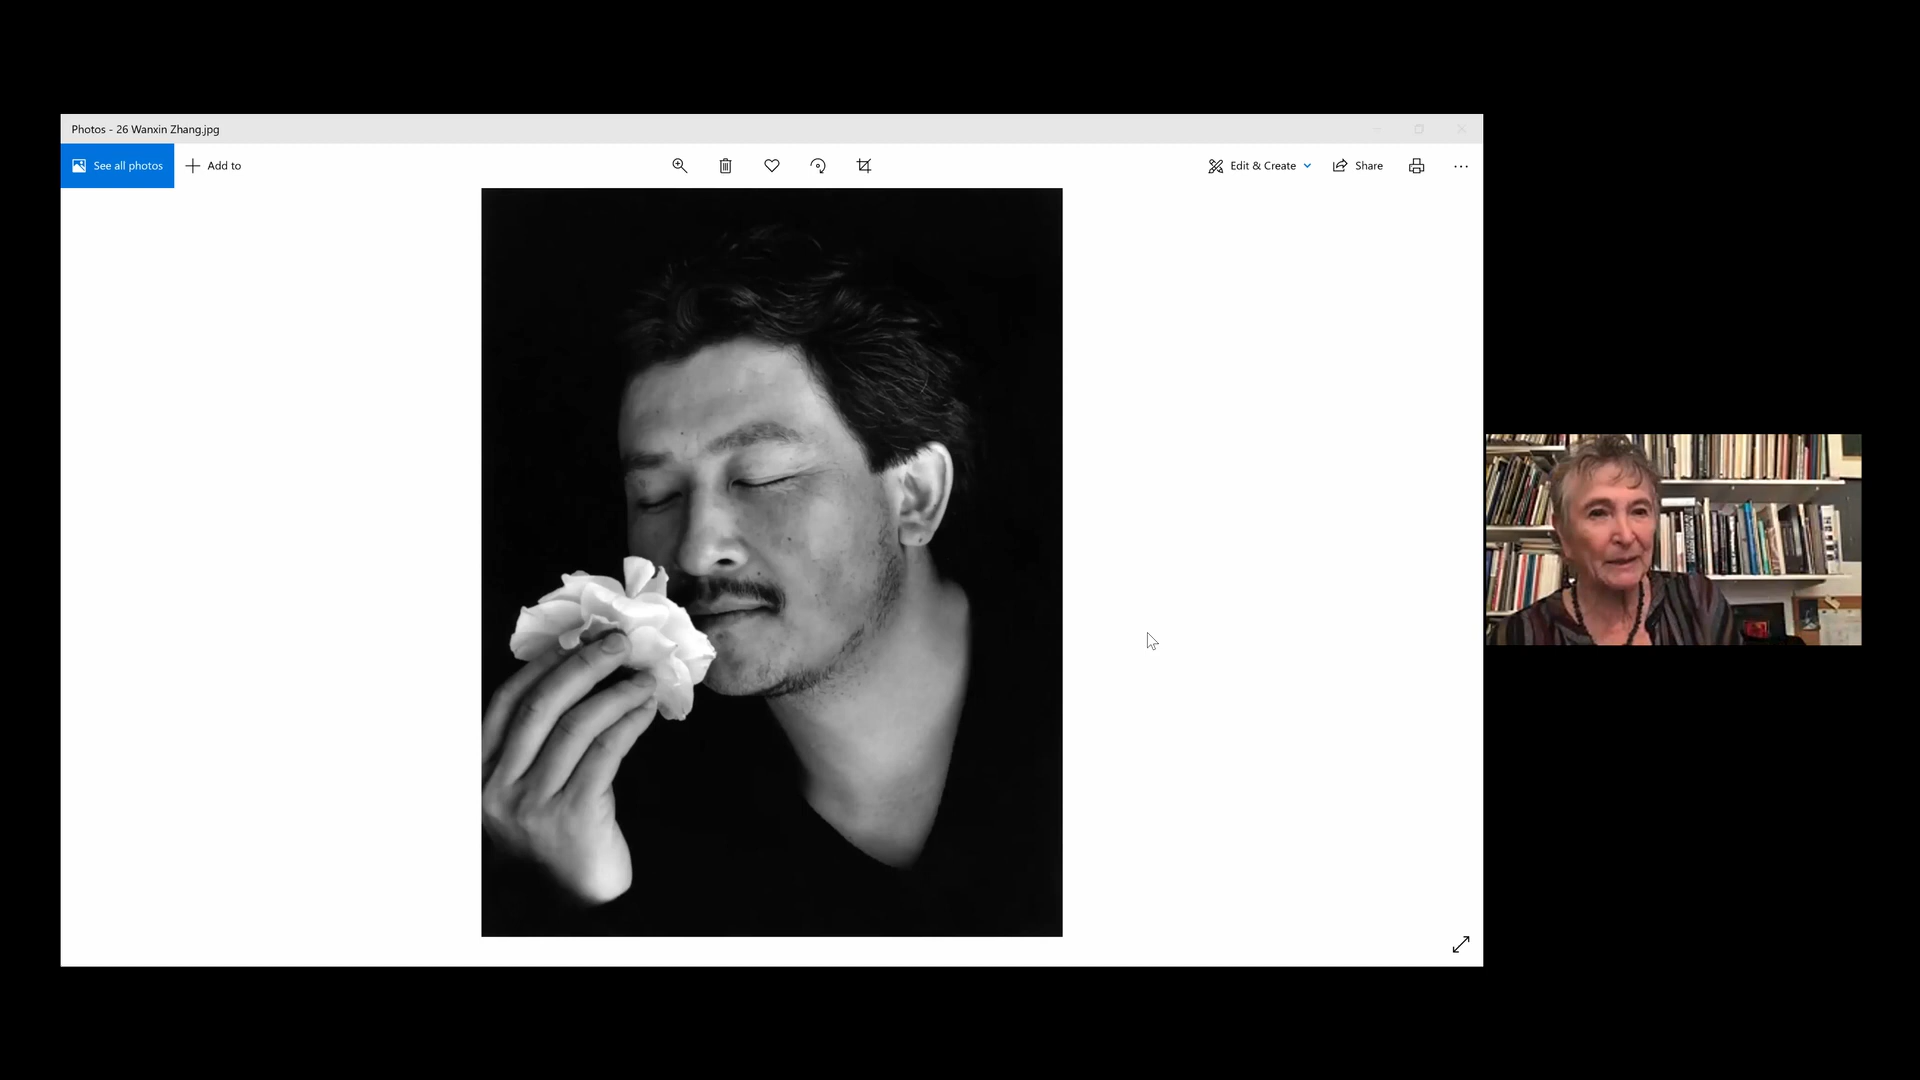 Photos - 26 Wanxin Zhang.jpg
See all photos
Add to
Edit & Create
Share